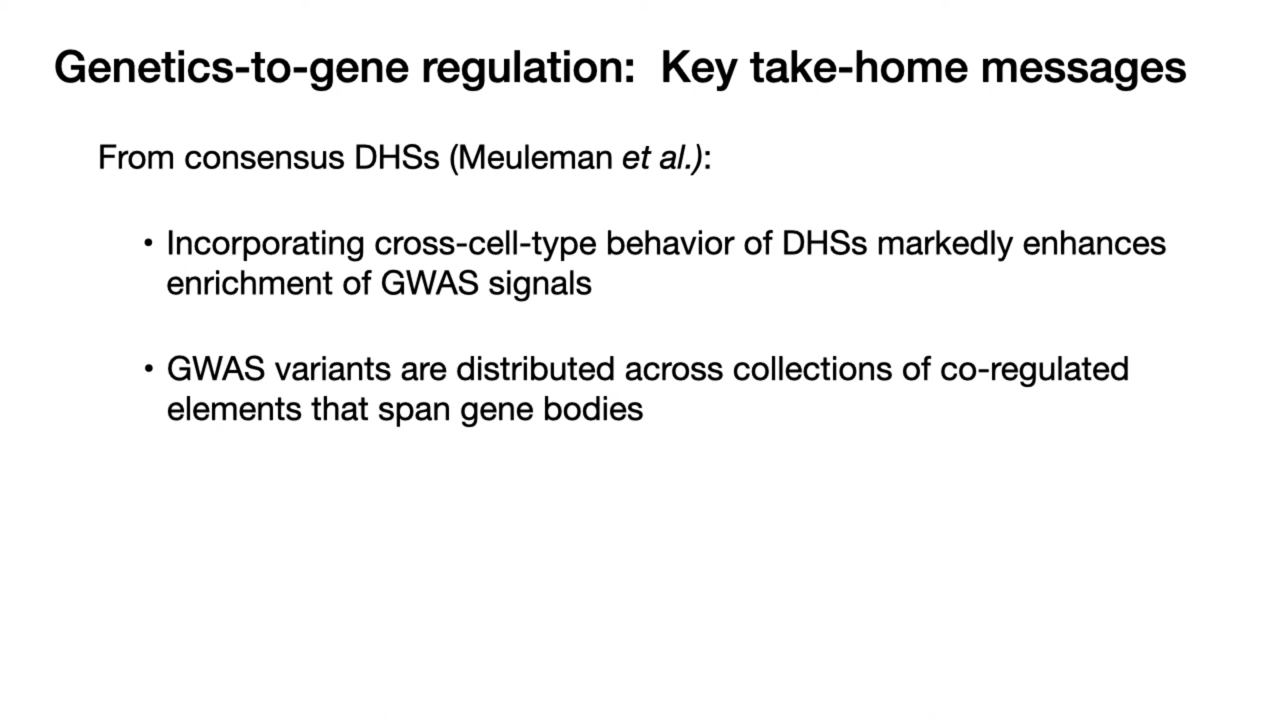 Genetics-to-gene regulation:  Key take-home messages
From consensus DHSs (Meuleman et al.):
• Incorporating cross-cell-type behavior of DHSs markedly enhances
enrichment of GWAS signals
• GWAS variants are distributed across collections of co-regulated
elements that span gene bodies